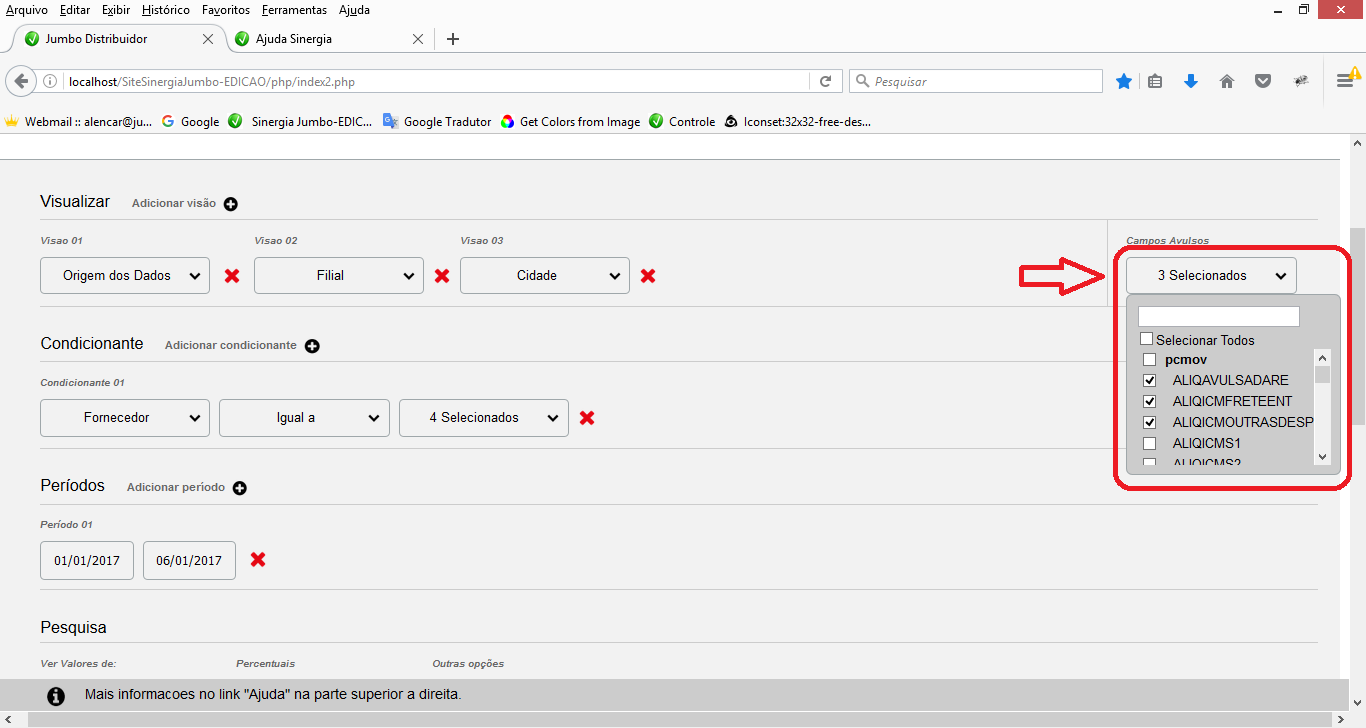 Arquivo Editar Exibir Histórico Favoritos Ferramentas Ajuda
Jumbo Distribuidor
Ajuda Sinergia
localhost/SiteSinergiaJumbo-EDICAO/php/index2.php
Pesquisar
Webmail :: alencar@ju... Google Sinergia Jumbo-EDIC... Google Tradutor Get Colors from Image Controle Iconset:32x32-free-des...
Visualizar Adicionar visão
Visao 01 Visao 02 Visao 03 Campos Avulsos
Origem dos Dados Filial Cidade 3 Selecionados
Selecionar Todos
pcmov
ALIQAVULSADARE
ALIQICMFRETEENT
ALIQICMOUTRASDESP
ALIQICMS1
ALIQICMS2
Condicionante Adicionar condicionante
Condicionante 01
Fornecedor Igual a 4 Selecionados
Períodos Adicionar periodo
Período 01
01/01/2017 06/01/2017
Pesquisa
Ver Valores de: Percentuais Outras opções
Mais informacoes no link "Ajuda" na parte superior a direita.